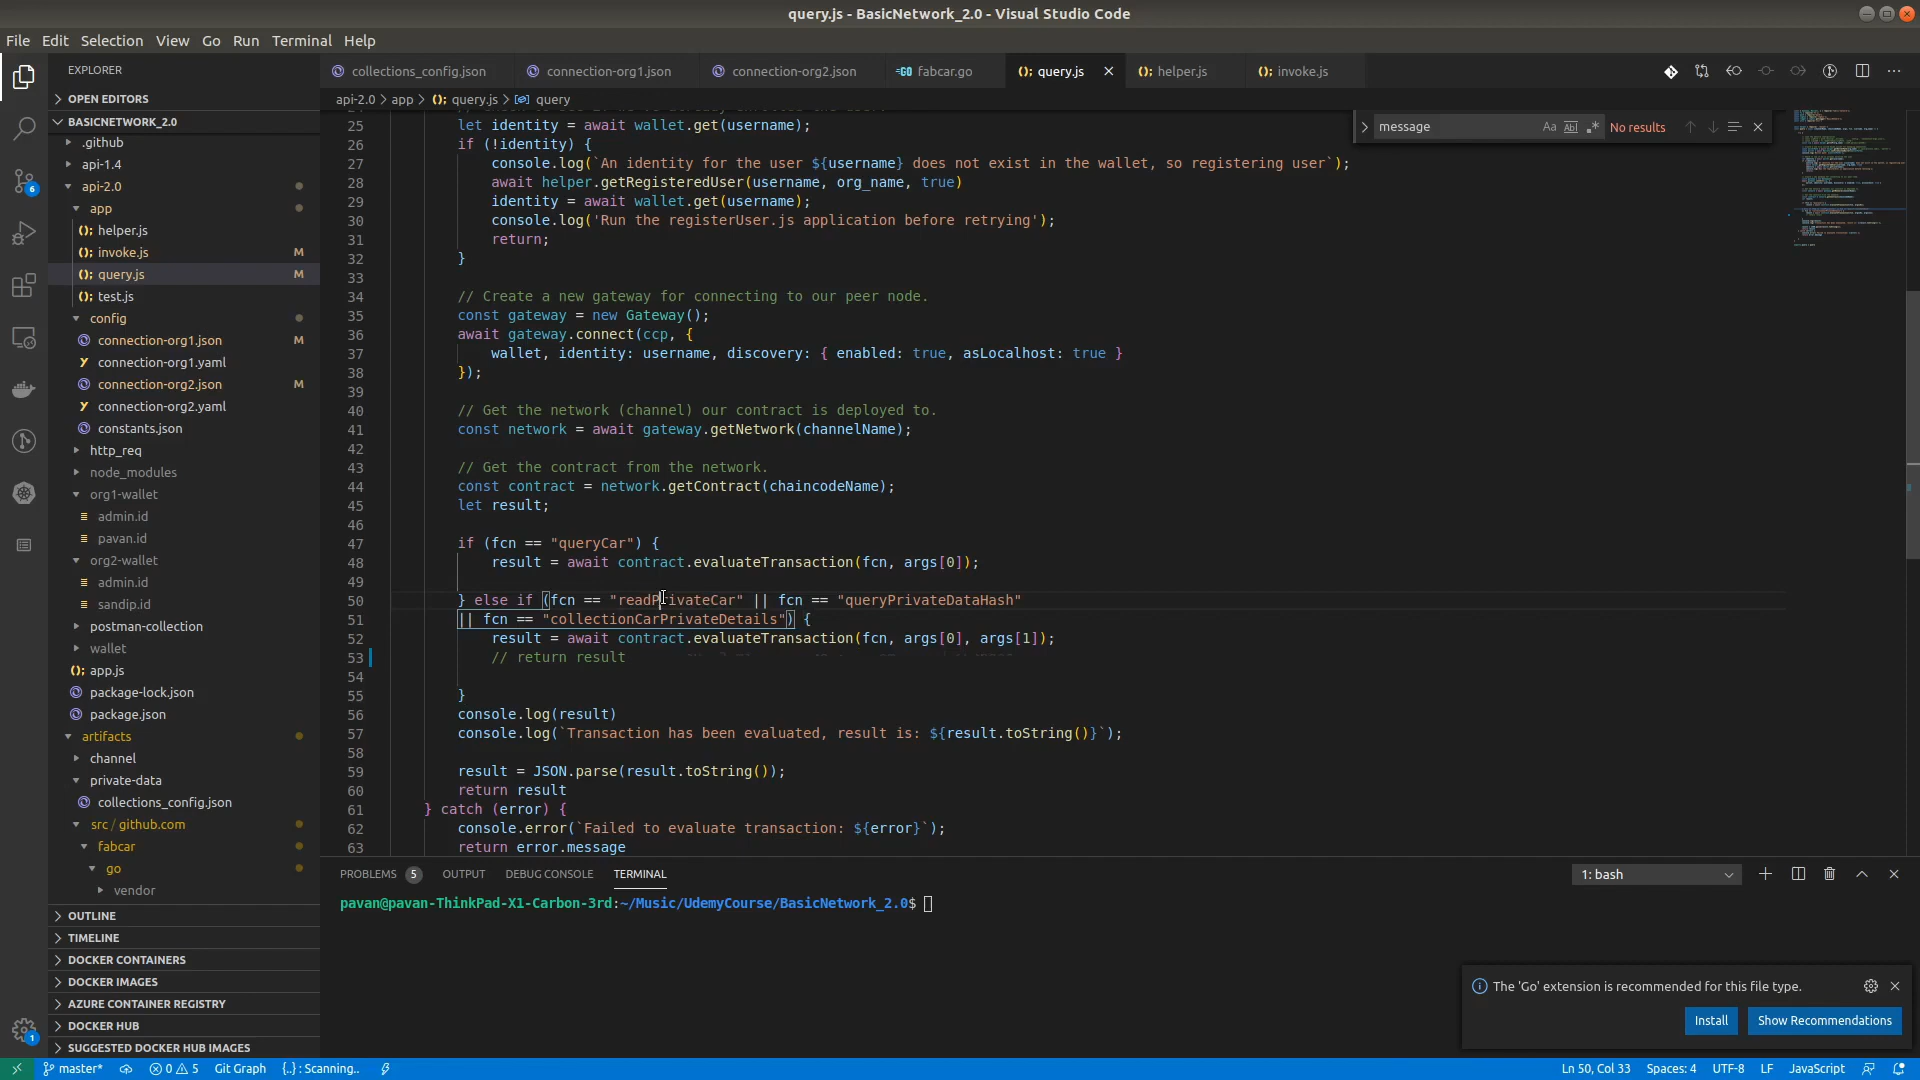 query.js - BasicNetwork_2.0 - Visual Studio Code
File Edit Selection View Go Run Terminal Help
EXPLORER
OPEN EDITORS
BASICNETWORK_2.0
.github
api-1.4
api-2.0
app
helper.js
invoke.js M
query.js M
test.js
config
connection-org1.json M
connection-org1.yaml
connection-org2.json M
connection-org2.yaml
constants.json
http_req
node_modules
org1-wallet
admin.id
pavan.id
org2-wallet
admin.id
sandip.id
postman-collection
wallet
app.js
package-lock.json
package.json
artifacts
channel
private-data
collections_config.json
src / github.com
fabcar
go
vendor
OUTLINE
TIMELINE
DOCKER CONTAINERS
DOCKER IMAGES
AZURE CONTAINER REGISTRY
DOCKER HUB
SUGGESTED DOCKER HUB IMAGES
6
1
collections_config.json connection-org1.json connection-org2.json fabcar.go query.js helper.js invoke.js
api-2.0 > app > query.js > query
message Aa Abl No results
25 let identity = await wallet.get(username);
26 if (!identity) {
27 console.log(`An identity for the user ${username} does not exist in the wallet, so registering user`);
28 await helper.getRegisteredUser(username, org_name, true)
29 identity = await wallet.get(username);
30 console.log('Run the registerUser.js application before retrying');
31 return;
32 }
33
34 // Create a new gateway for connecting to our peer node.
35 const gateway = new Gateway();
36 await gateway.connect(ccp, {
37 wallet, identity: username, discovery: { enabled: true, asLocalhost: true }
38 });
39
40 // Get the network (channel) our contract is deployed to.
41 const network = await gateway.getNetwork(channelName);
42
43 // Get the contract from the network.
44 const contract = network.getContract(chaincodeName);
45 let result;
46
47 if (fcn == "queryCar") {
48 result = await contract.evaluateTransaction(fcn, args[0]);
49
50 } else if (fcn == "readPrivateCar" || fcn == "queryPrivateDataHash"
51 || fcn == "collectionCarPrivateDetails") {
52 result = await contract.evaluateTransaction(fcn, args[0], args[1]);
53 // return result
54
55 }
56 console.log(result)
57 console.log(`Transaction has been evaluated, result is: ${result.toString()}`);
58
59 result = JSON.parse(result.toString());
60 return result
61 } catch (error) {
62 console.error(`Failed to evaluate transaction: ${error}`);
63 return error.message
PROBLEMS 5 OUTPUT DEBUG CONSOLE TERMINAL 1: bash
pavan@pavan-ThinkPad-X1-Carbon-3rd:~/Music/UdemyCourse/BasicNetwork_2.0$
The 'Go' extension is recommended for this file type.
Install Show Recommendations
master* 0 5 Git Graph {..} : Scanning.. Ln 50, Col 33 Spaces: 4 UTF-8 LF JavaScript